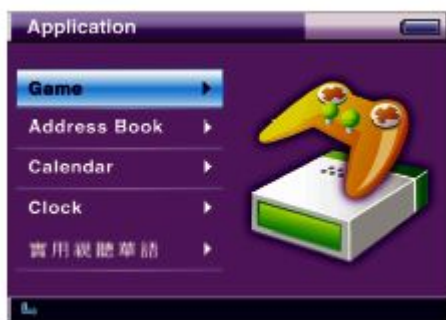 Application
Game
Address Book
Calendar
Clock
實用視聽華語